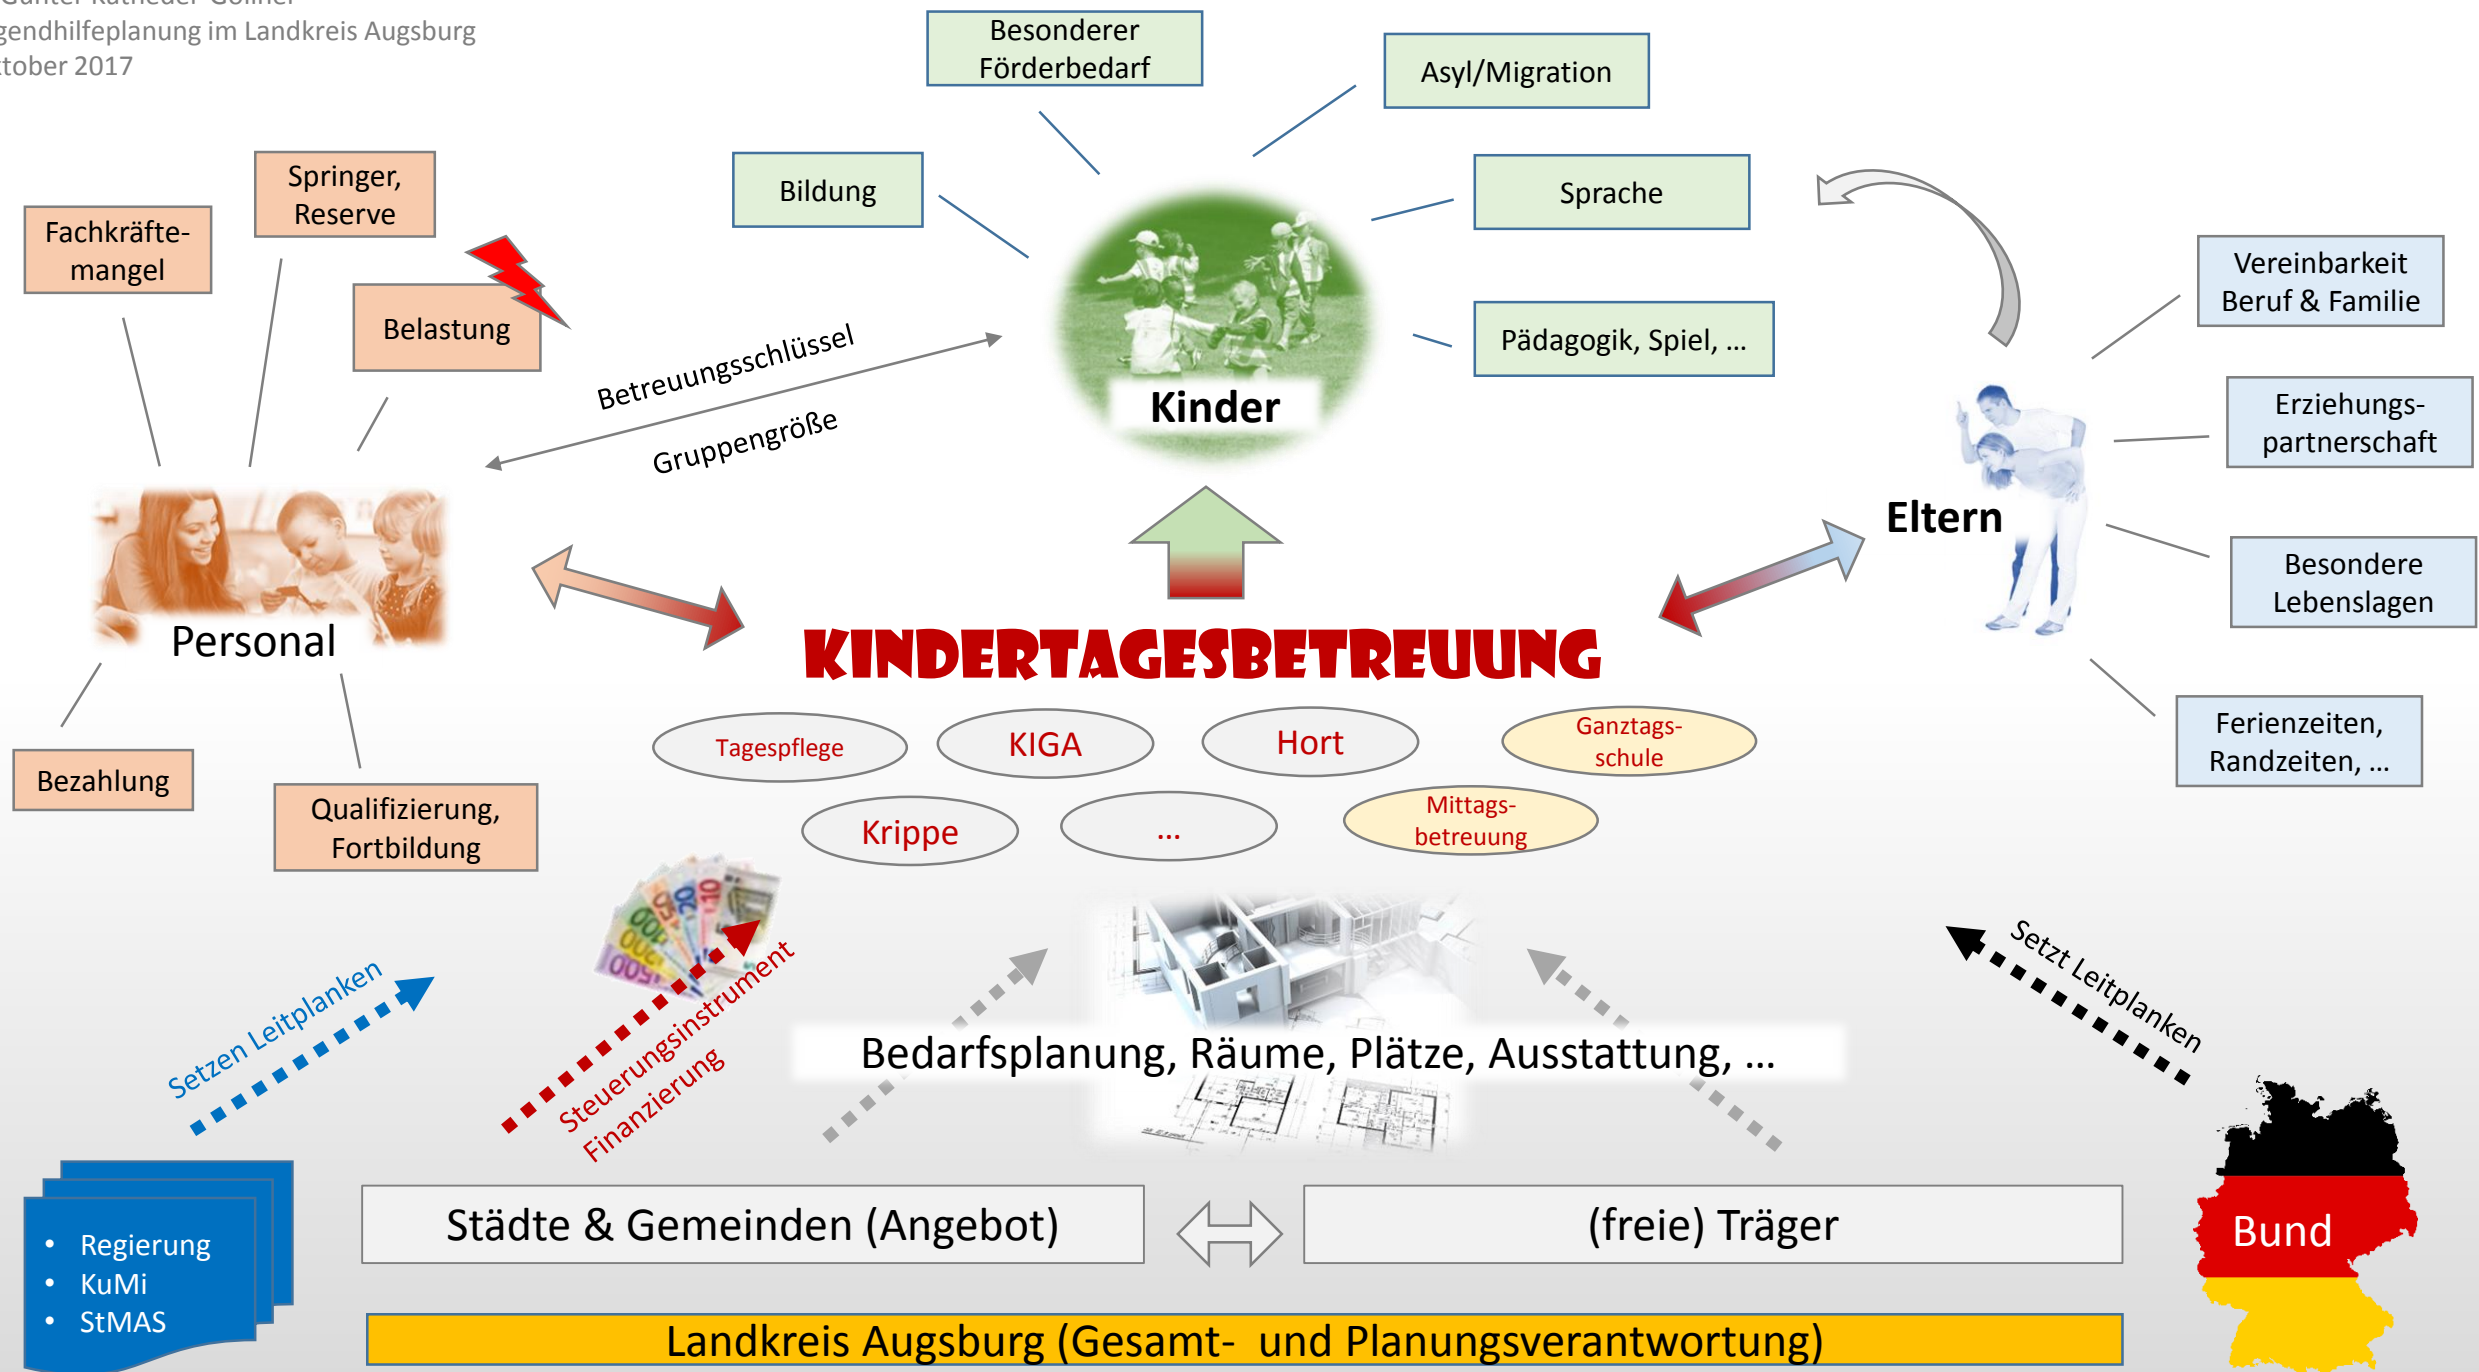 Günter Katheder-Göllner
gendhilfeplanung im Landkreis Augsburg
tober 2017
Besonderer
Förderbedarf
Asyl/Migration
Bildung
Sprache
Pädagogik, Spiel, ...
Kinder
Springer,
Reserve
Fachkräfte-
mangel
Belastung
Betreuungsschlüssel
Gruppengröße
Personal
Bezahlung
Qualifizierung,
Fortbildung
Vereinbarkeit
Beruf & Familie
Erziehungs-
partnerschaft
Eltern
Besondere
Lebenslagen
Ferienzeiten,
Randzeiten, ...
KINDERTAGESBETREUUNG
Tagespflege
KIGA
Hort
Ganztags-
schule
Krippe
...
Mittags-
betreuung
Setzen Leitplanken
Steuerungsinstrument
Finanzierung
Setzt Leitplanken
Bedarfsplanung, Räume, Plätze, Ausstattung, ...
• Regierung
• KuMi
• StMAS
Städte & Gemeinden (Angebot)
(freie) Träger
Bund
Landkreis Augsburg (Gesamt- und Planungsverantwortung)